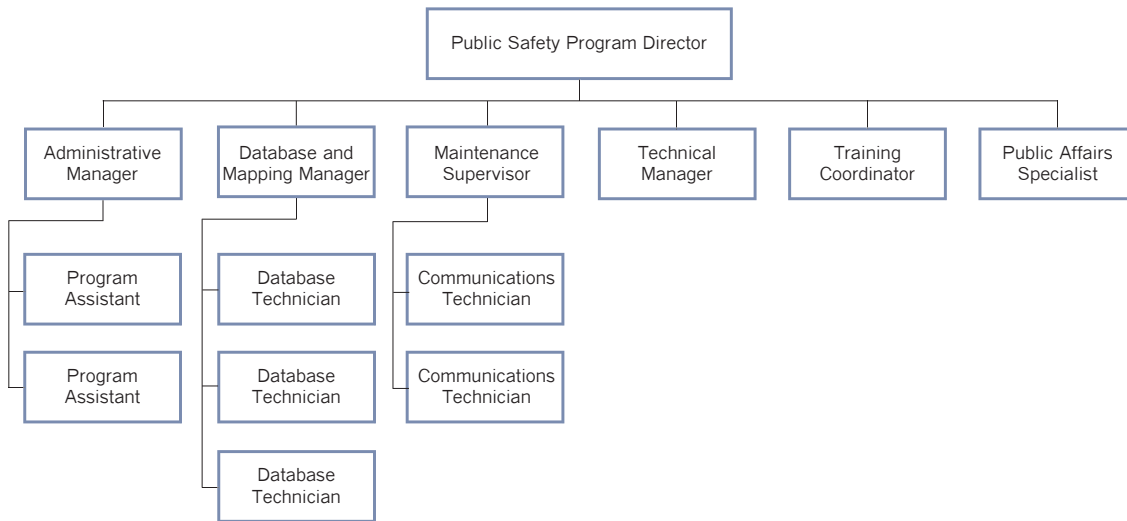 Public Safety Program Director
Administrative
Manager
Database and
Mapping Manager
Maintenance
Supervisor
Technical
Manager
Training
Coordinator
Public Affairs
Specialist
Program
Assistant
Database
Technician
Communications
Technician
Program
Assistant
Database
Technician
Communications
Technician
Database
Technician